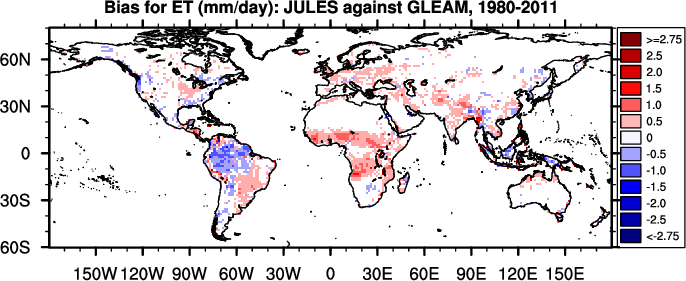 Bias for ET (mm/day): JULES against GLEAM, 1980-2011
60N
30N
0
30S
60S
150W 120W 90W 60W 30W 0 30E 60E 90E 120E 150E
>=2.75
2.5
2.0
1.5
1.0
0.5
0
-0.5
-1.0
-1.5
-2.0
-2.5
<-2.75